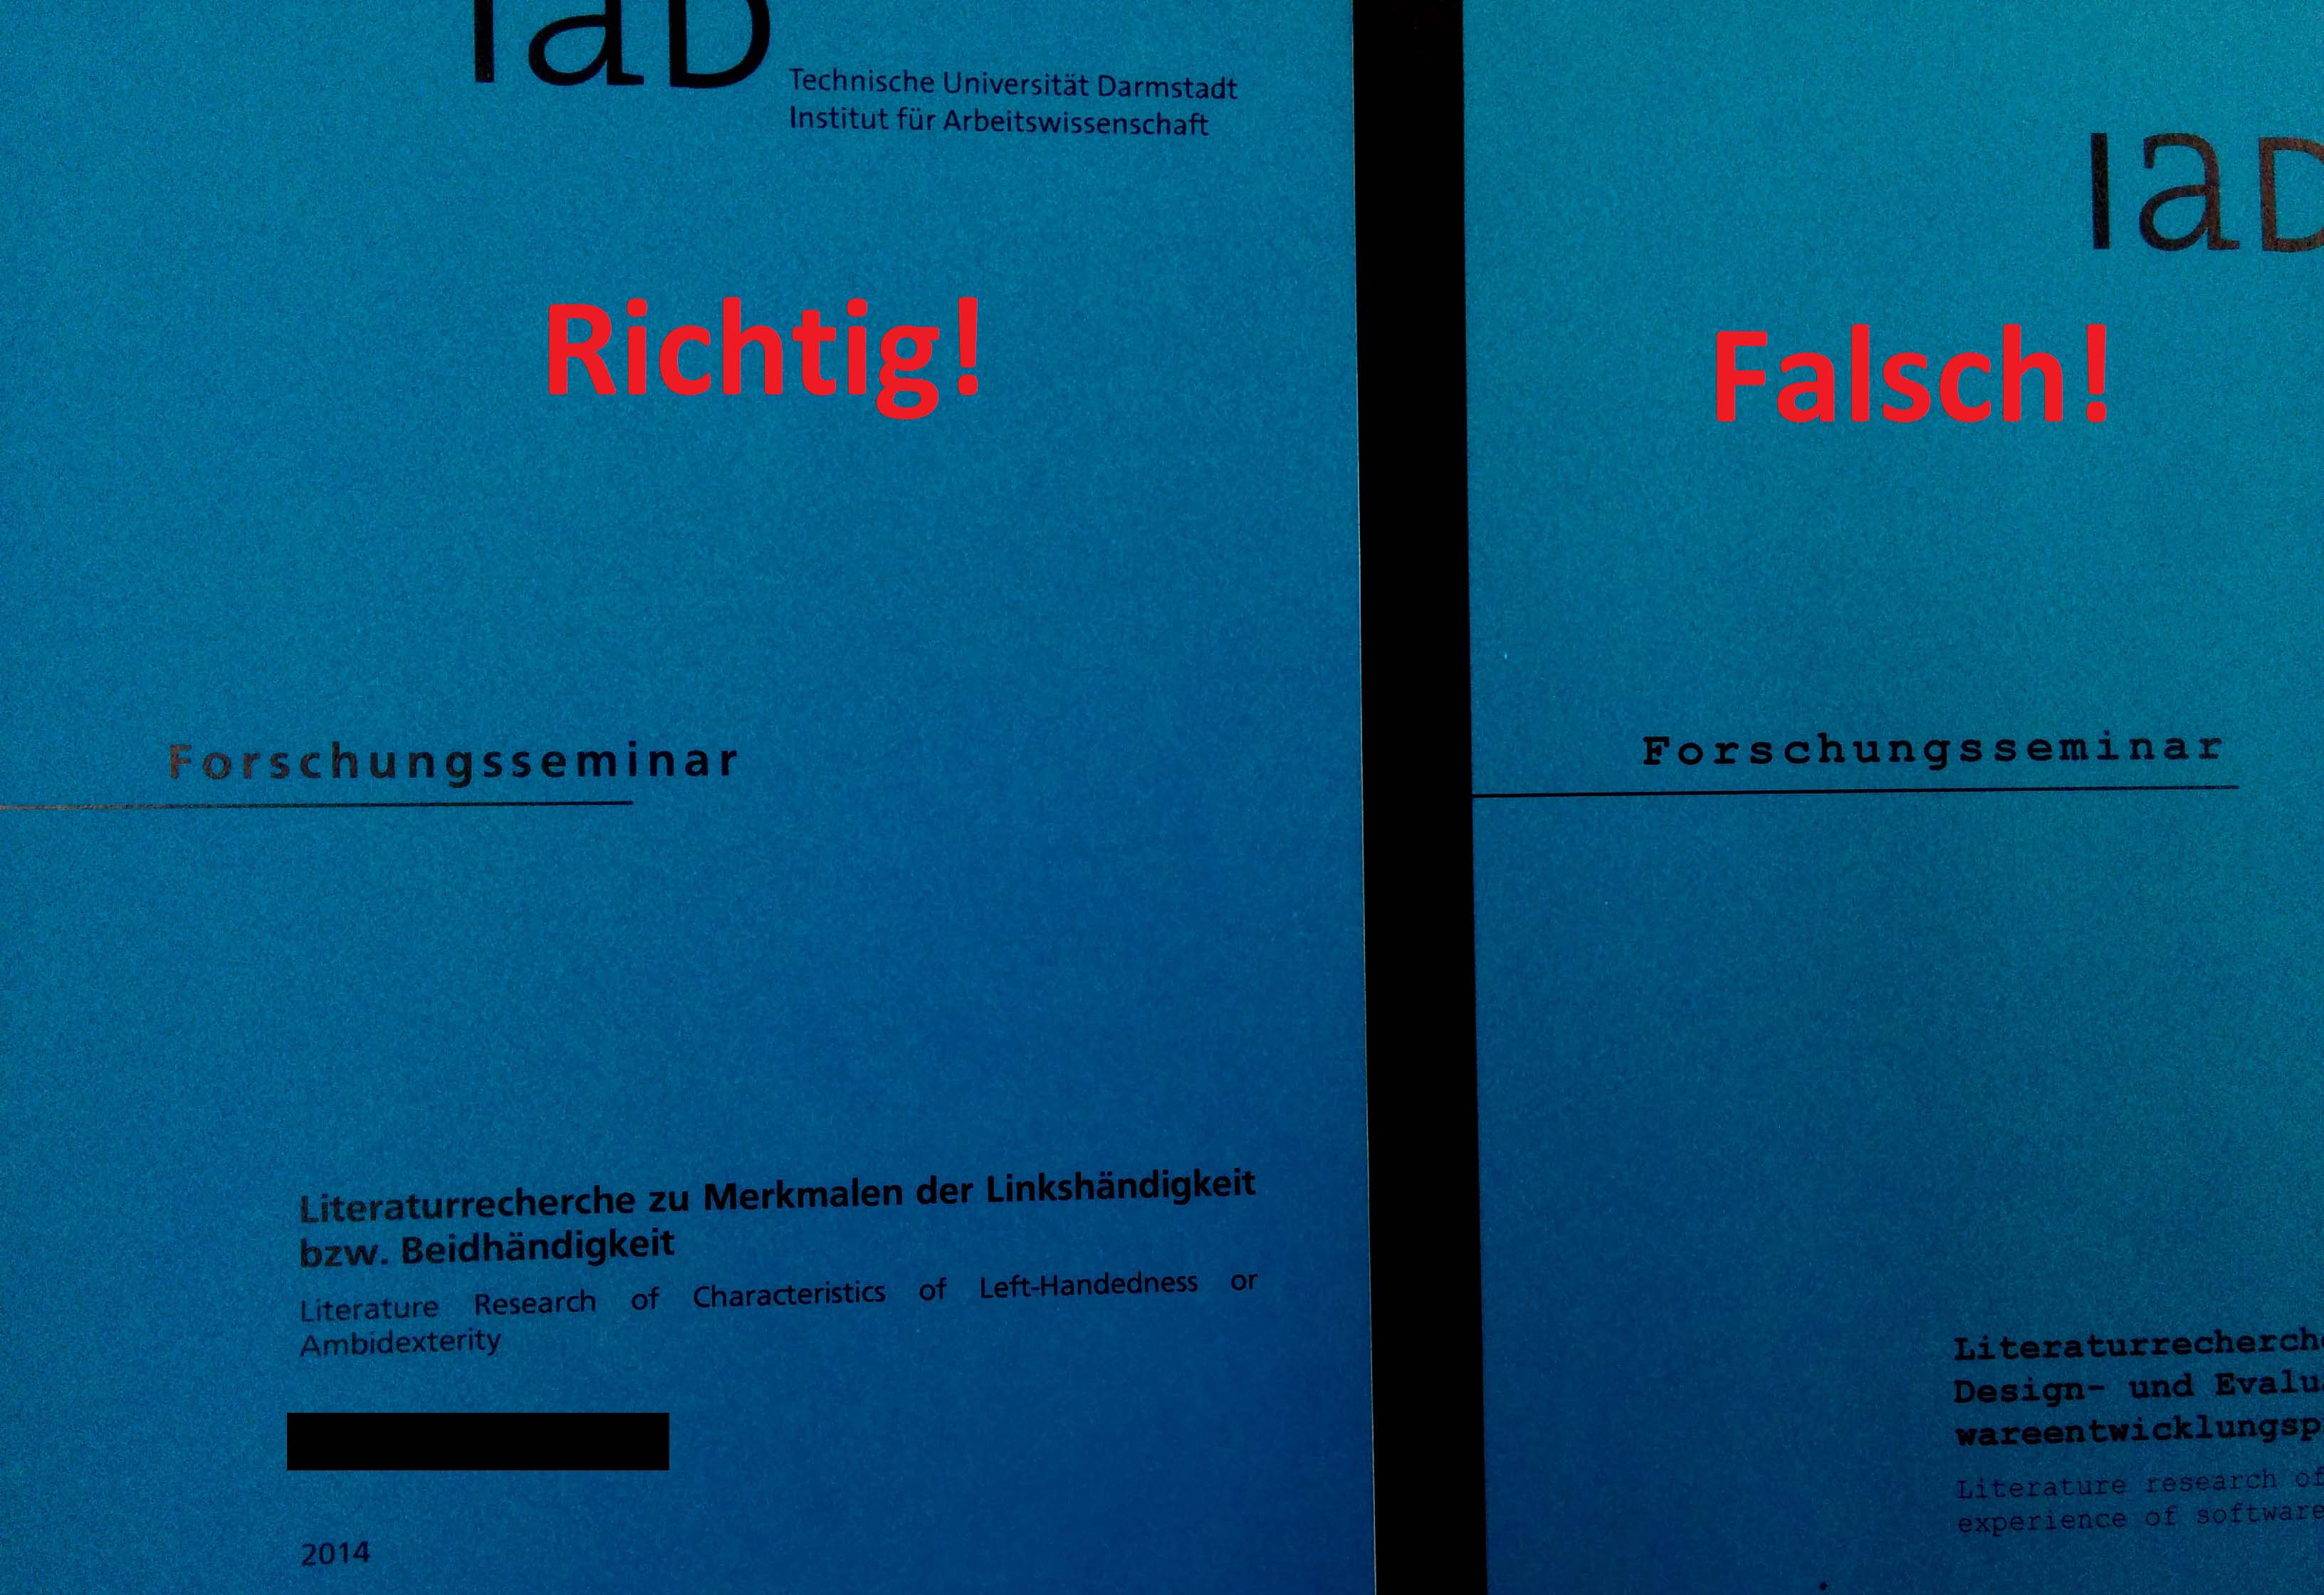 IaD
Technische Universität Darmstadt
Institut für Arbeitswissenschaft
Richtig!
Forschungsseminar
Literaturrecherche zu Merkmalen der Linkshändigkeit
bzw. Beidhändigkeit
Literature Research of Characteristics of Left-Handedness or
Ambidexterity
2014
IaD
Falsch!
Forschungsseminar
Literaturrecherch
Design- und Evalu
wareentwicklungsp
Literature research of
experience of software